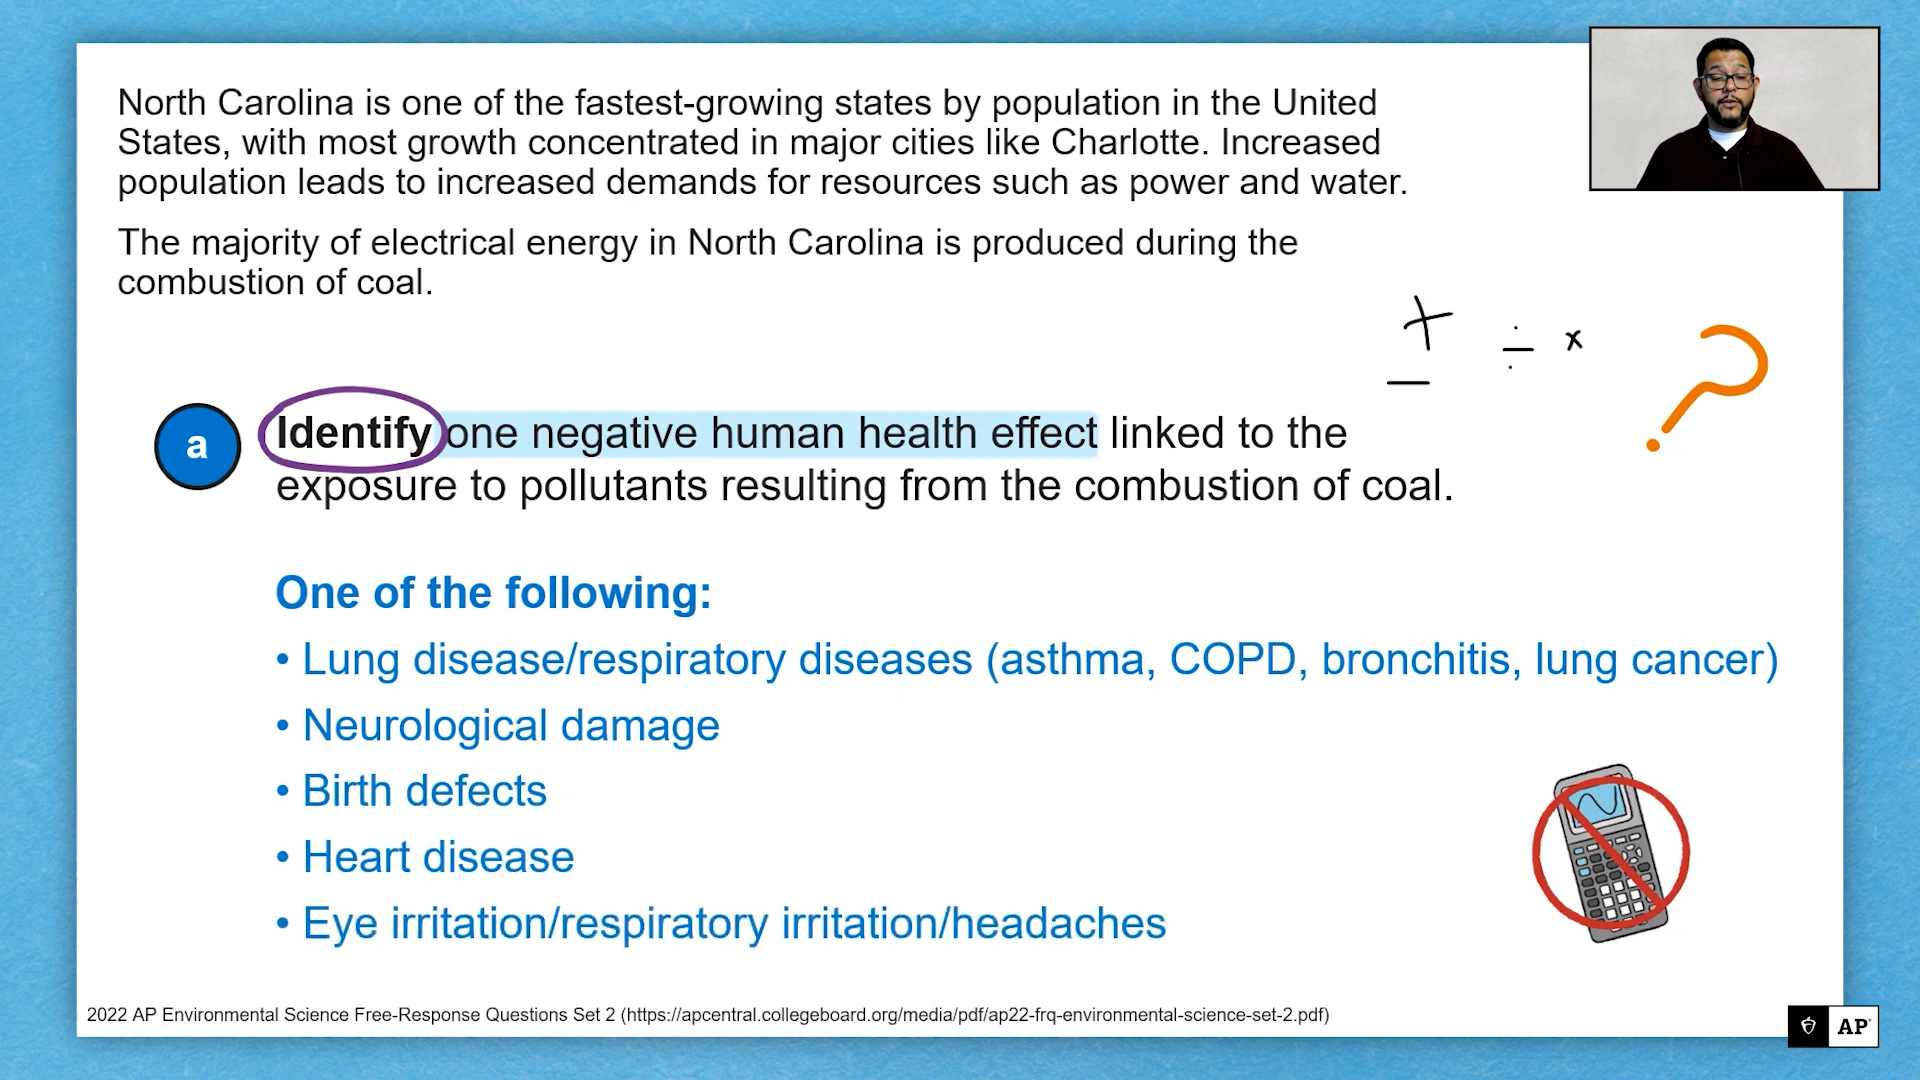 North Carolina is one of the fastest-growing states by population in the United
States, with most growth concentrated in major cities like Charlotte. Increased
population leads to increased demands for resources such as power and water.
The majority of electrical energy in North Carolina is produced during the
combustion of coal.
+ ÷ x ?
−
a
Identify one negative human health effect linked to the
exposure to pollutants resulting from the combustion of coal.
One of the following:
• Lung disease/respiratory diseases (asthma, COPD, bronchitis, lung cancer)
• Neurological damage
• Birth defects
• Heart disease
• Eye irritation/respiratory irritation/headaches
2022 AP Environmental Science Free-Response Questions Set 2 (https://apcentral.collegeboard.org/media/pdf/ap22-frq-environmental-science-set-2.pdf)
AP